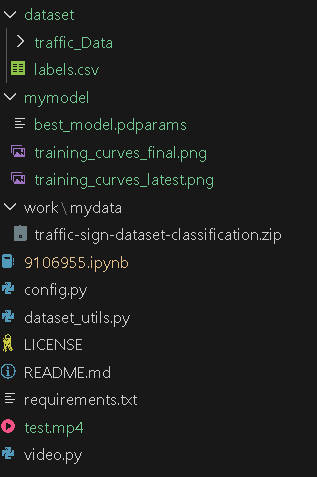 dataset
traffic_Data
labels.csv
mymodel
best_model.pdparams
training_curves_final.png
training_curves_latest.png
work\mydata
traffic-sign-dataset-classification.zip
9106955.ipynb
config.py
dataset_utils.py
LICENSE
README.md
requirements.txt
test.mp4
video.py